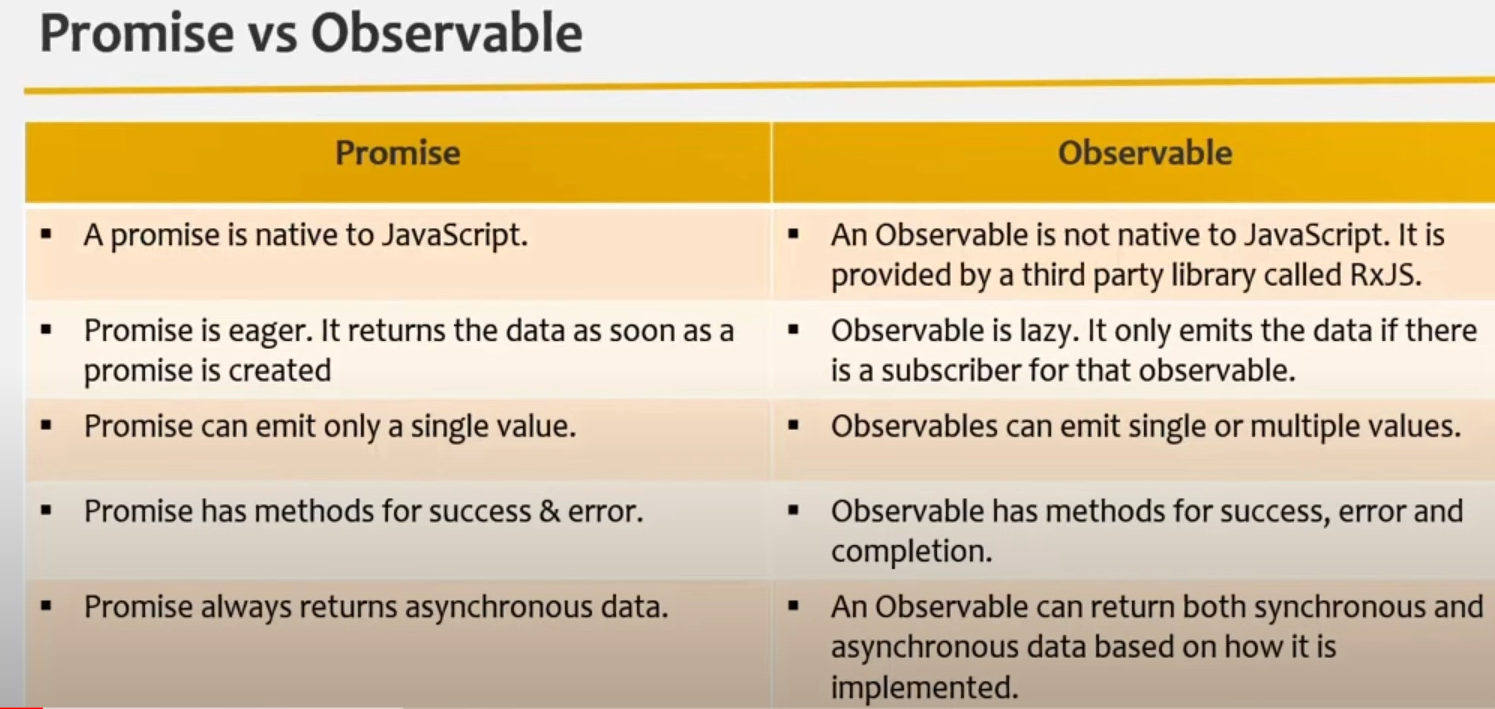 Promise vs Observable
Promise
Observable
▪ A promise is native to JavaScript.
▪ An Observable is not native to JavaScript. It is
provided by a third party library called RxJS.
▪ Promise is eager. It returns the data as soon as a
promise is created
▪ Observable is lazy. It only emits the data if there
is a subscriber for that observable.
▪ Promise can emit only a single value.
▪ Observables can emit single or multiple values.
▪ Promise has methods for success & error.
▪ Observable has methods for success, error and
completion.
▪ Promise always returns asynchronous data.
▪ An Observable can return both synchronous and
asynchronous data based on how it is
implemented.